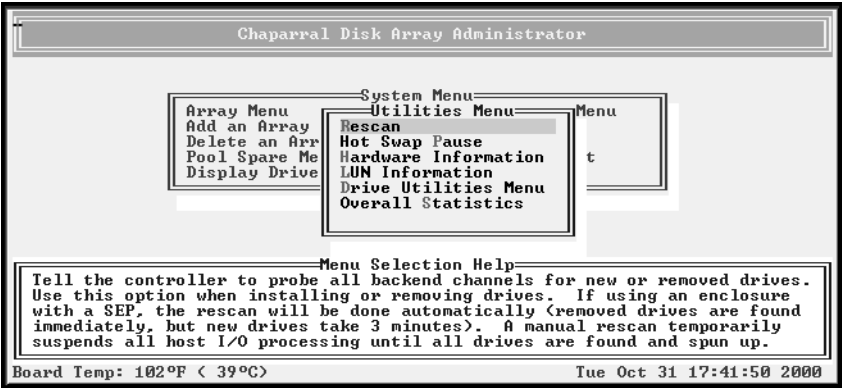 Chaparral Disk Array Administrator
System Menu
Utilities Menu
Array Menu
Menu
Add an Array
Rescan
Delete an Arr
Hot Swap Pause
Pool Spare Me
Hardware Information
t
Display Drive
LUN Information
Drive Utilities Menu
Overall Statistics
Menu Selection Help
Tell the controller to probe all backend channels for new or removed drives.
Use this option when installing or removing drives.  If using an enclosure
with a SEP, the rescan will be done automatically (removed drives are found
immediately, but new drives take 3 minutes).  A manual rescan temporarily
suspends all host I/O processing until all drives are found and spun up.
Board Temp: 102ºF ( 39ºC)
Tue Oct 31 17:41:50 2000